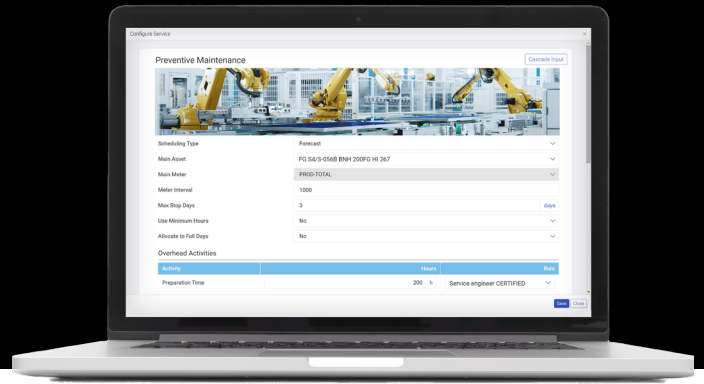 Configure Service
Preventive Maintenance
Cascade Input
Scheduling Type Forecast
Main Asset FG S4/S-056B BNH 200FG HI 267
Main Meter PROD-TOTAL
Meter Interval 1000
Max Stop Days 3 days
Use Minimum Hours No
Allocate to Full Days No
Overhead Activities
Activity Hours Role
Preparation Time 200 h Service engineer CERTIFIED
Save Close